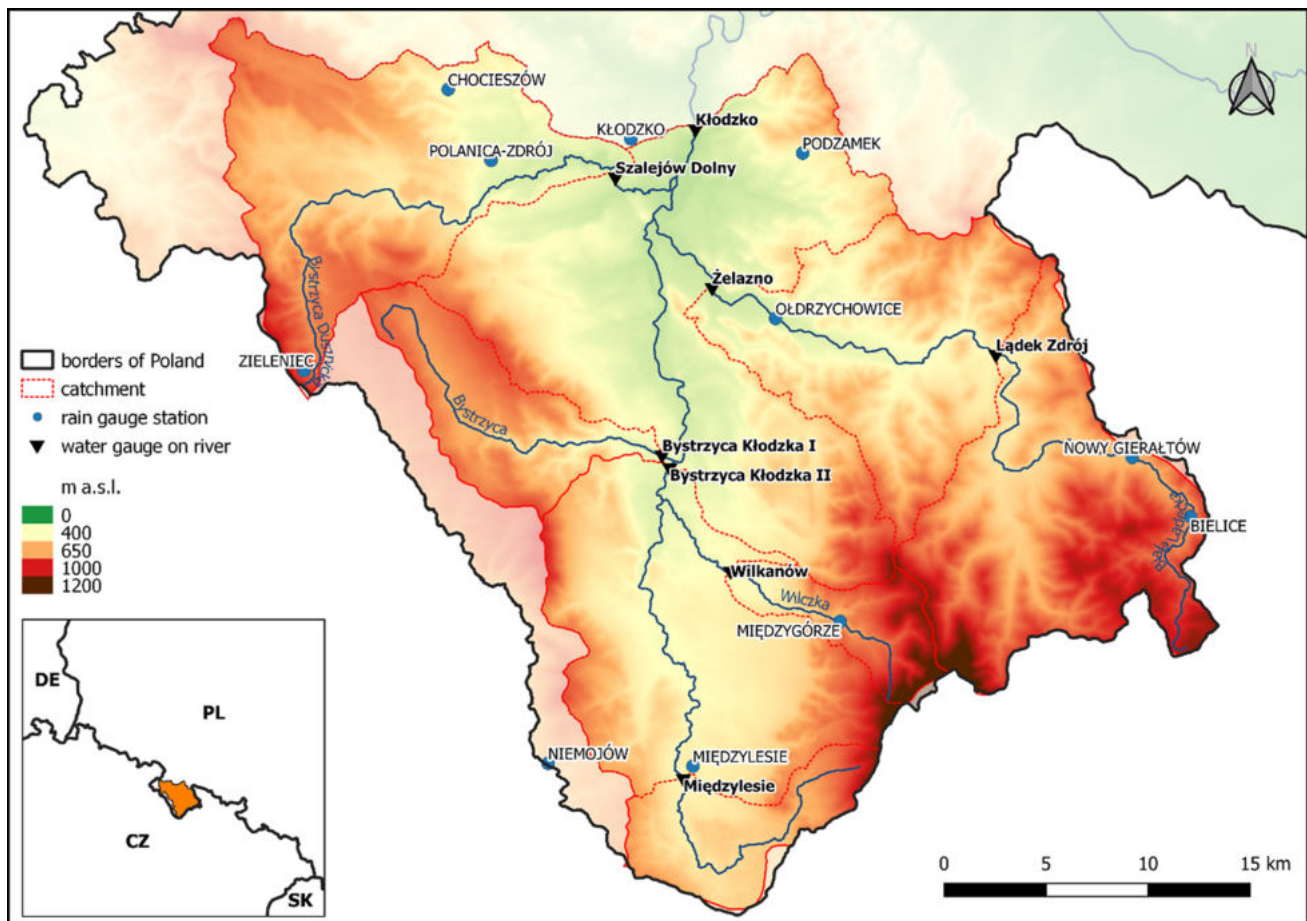 N
CHOCIESZÓW
KŁODZKO
Kłodzko
POLANICA-ZDRÓJ
PODZAMEK
Szalejów Dolny
Żelazno
OŁDRZYCHOWICE
Bystrzyca Dusznicka
Lądek Zdrój
ZIELENIEC
borders of Poland
catchment
rain gauge station
water gauge on river
Bystrzyca
Bystrzyca Kłodzka I
Bystrzyca Kłodzka II
NOWY GIERAŁTÓW
BIELICE
m a.s.l.
0
400
650
1000
1200
Wilkanów
Wilczka
MIĘDZYGÓRZE
NIEMOJÓW
MIĘDZYLESIE
Międzylesie
DE
PL
CZ
SK
0 5 10 15 km